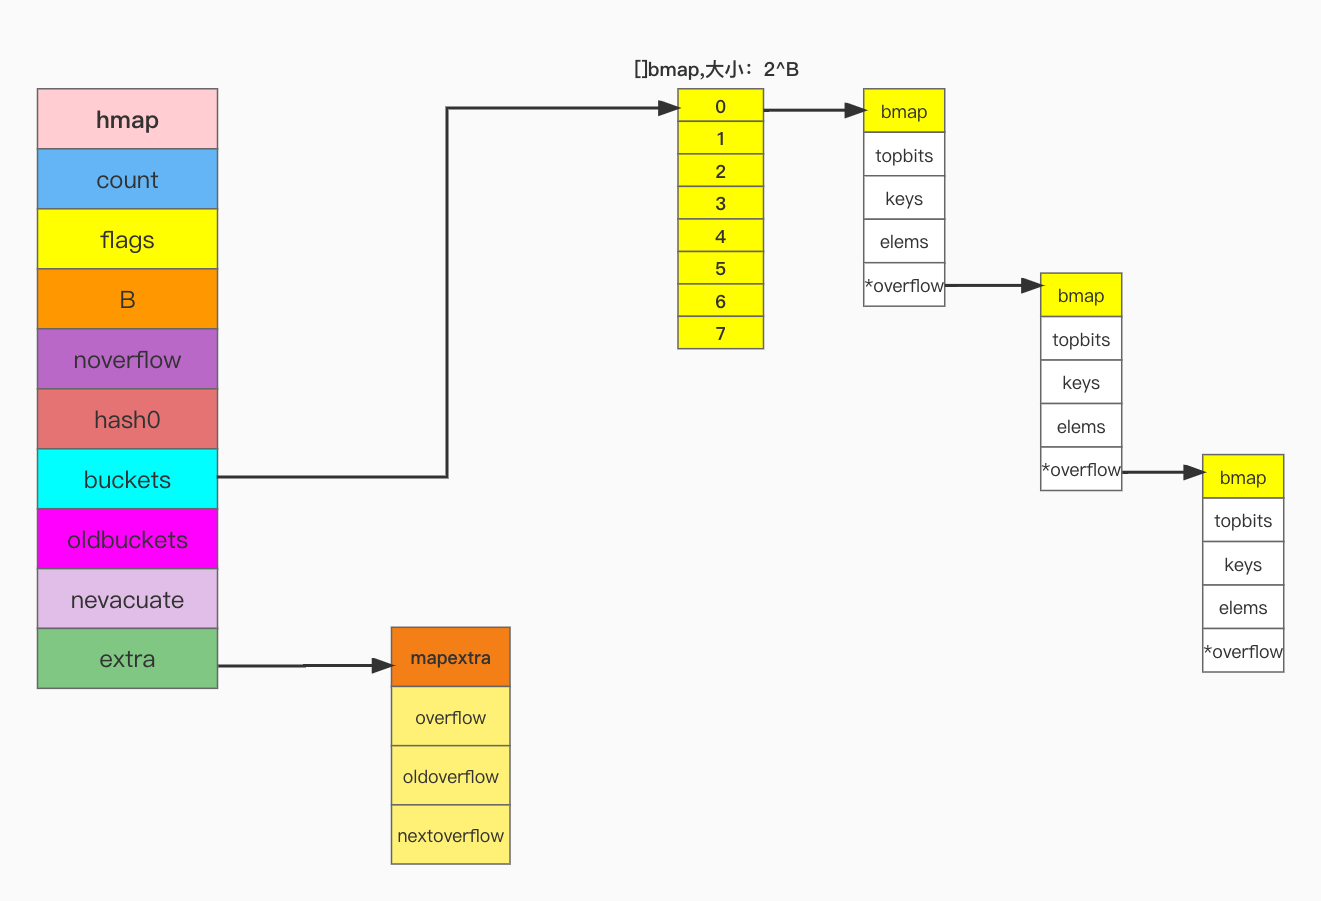 hmap
count
flags
B
noverflow
hash0
buckets
oldbuckets
nevacuate
extra
mapextra
overflow
oldoverflow
nextoverflow
[]bmap,大小：2^B
0
1
2
3
4
5
6
7
bmap
topbits
keys
elems
*overflow
bmap
topbits
keys
elems
*overflow
bmap
topbits
keys
elems
*overflow